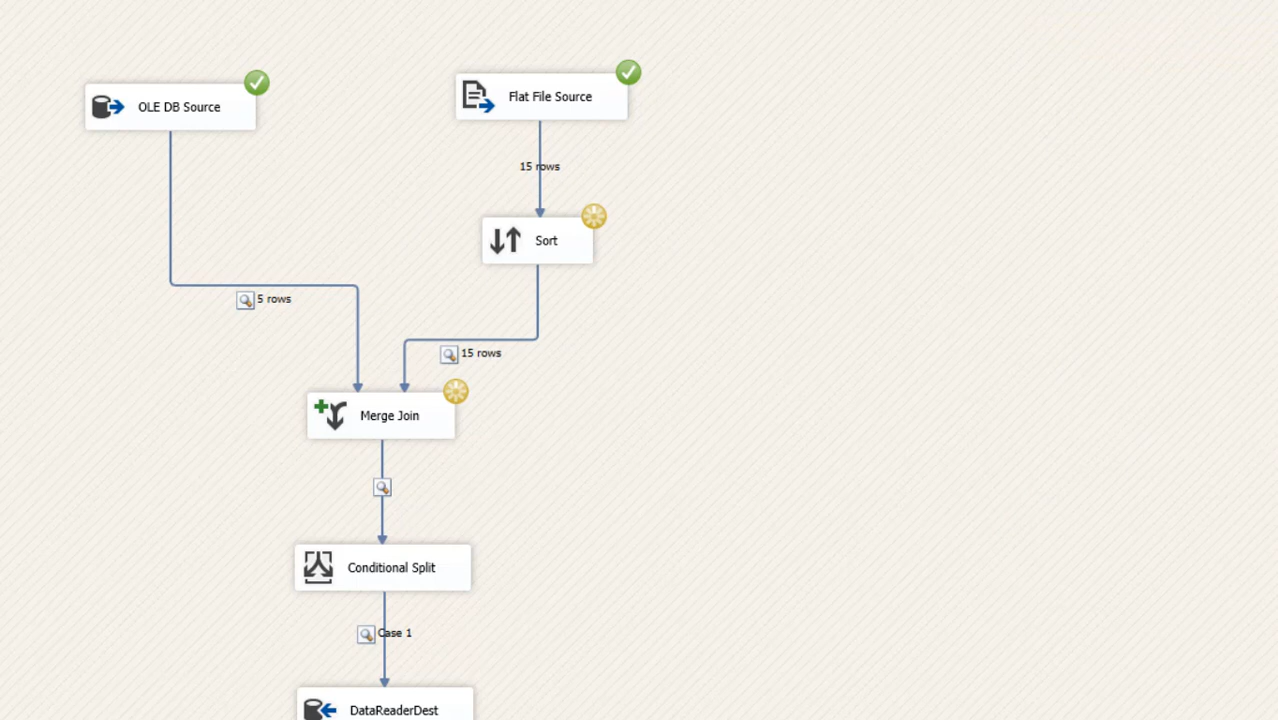 OLE DB Source
Flat File Source
15 rows
Sort
5 rows
15 rows
Merge Join
Conditional Split
Case 1
DataReaderDest